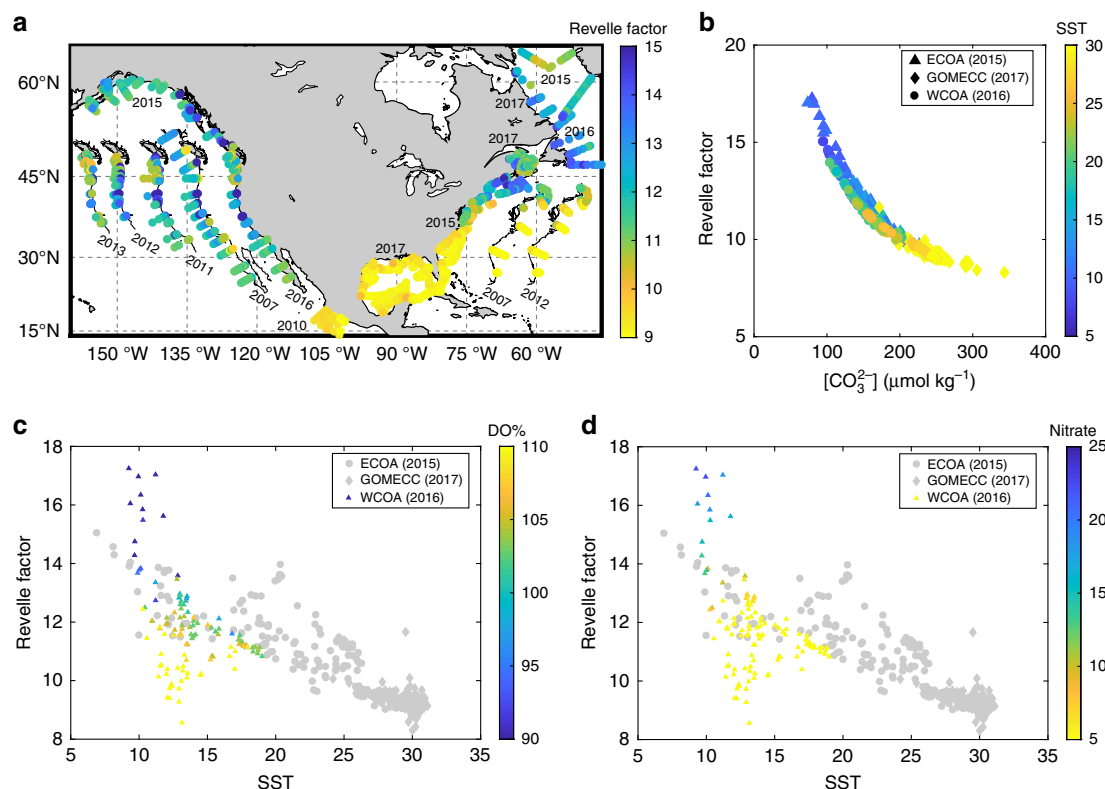 a
Revelle factor
60°N
45°N
30°N
15°N
150 °W
135 °W
120 °W
105 °W
90 °W
75 °W
60 °W
2015
2013
2012
2011
2007
2016
2010
2017
2015
2017
2015
2017
2016
2007
2012
15
14
13
12
11
10
9
b
SST
Revelle factor
20
15
10
5
ECOA (2015)
GOMECC (2017)
WCOA (2016)
0
100
200
300
400
[CO₃²⁻] (µmol kg⁻¹)
30
25
20
15
10
5
c
DO%
Revelle factor
18
16
14
12
10
8
ECOA (2015)
GOMECC (2017)
WCOA (2016)
5
10
15
20
25
30
35
SST
110
105
100
95
90
d
Nitrate
Revelle factor
18
16
14
12
10
8
ECOA (2015)
GOMECC (2017)
WCOA (2016)
5
10
15
20
25
30
35
SST
25
20
15
10
5